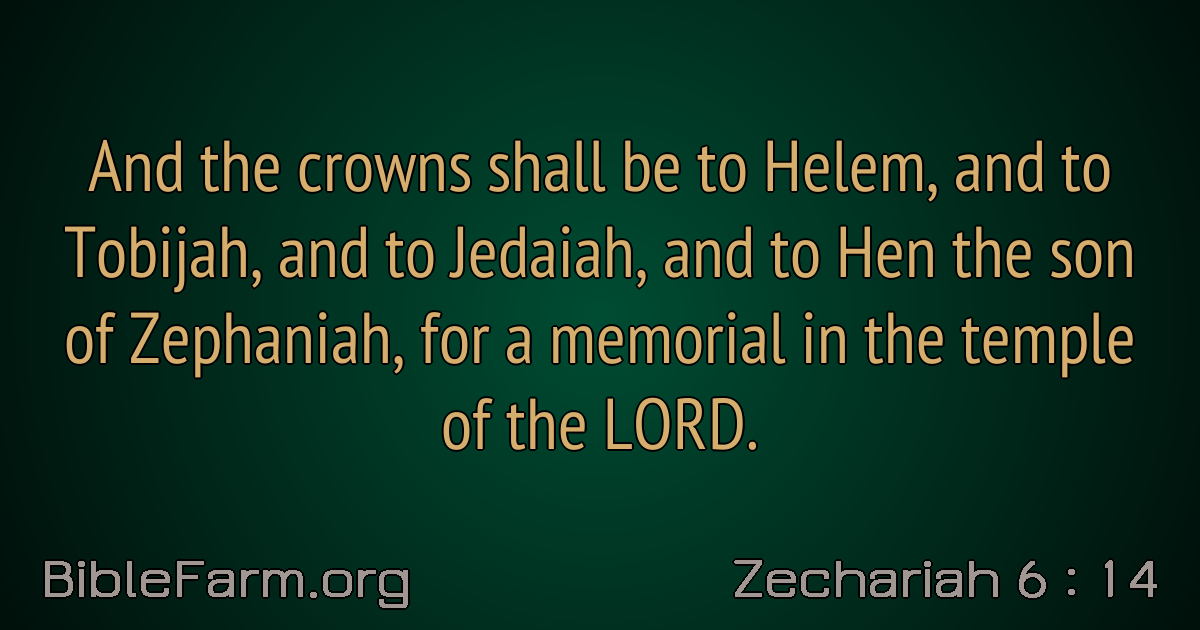 And the crowns shall be to Helem, and to
Tobijah, and to Jedaiah, and to Hen the son
of Zephaniah, for a memorial in the temple
of the LORD.
BibleFarm.org
Zechariah 6 : 14